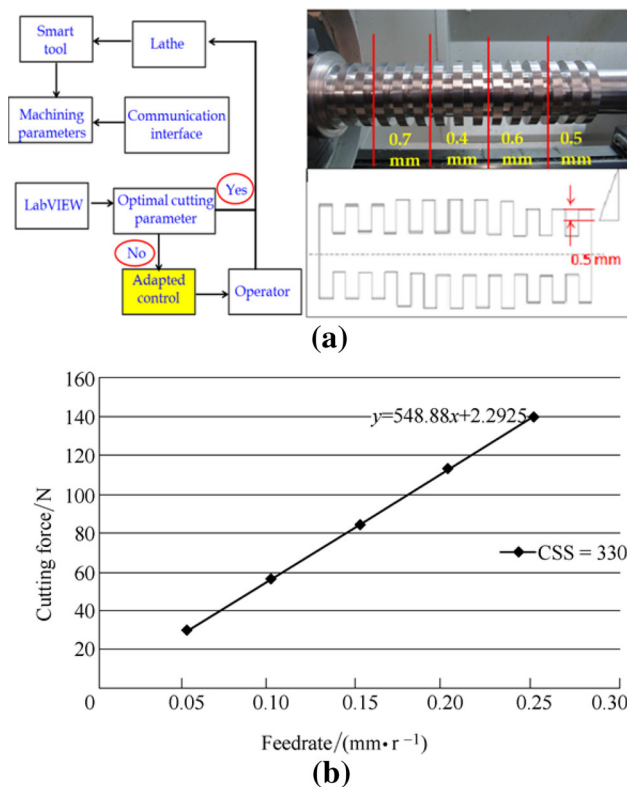 Smart
tool
Lathe
Machining
parameters
Communication
interface
LabVIEW
Optimal cutting
parameter
Yes
No
Adapted
control
Operator
0.7
mm
0.4
mm
0.6
mm
0.5
mm
0.5 mm
(a)
160
140
120
100
80
60
40
20
0
0.05
0.10
0.15
0.20
0.25
0.30
y=548.88x+2.2925
CSS = 330
Cutting force/N
Feedrate/(mm·r⁻¹)
(b)